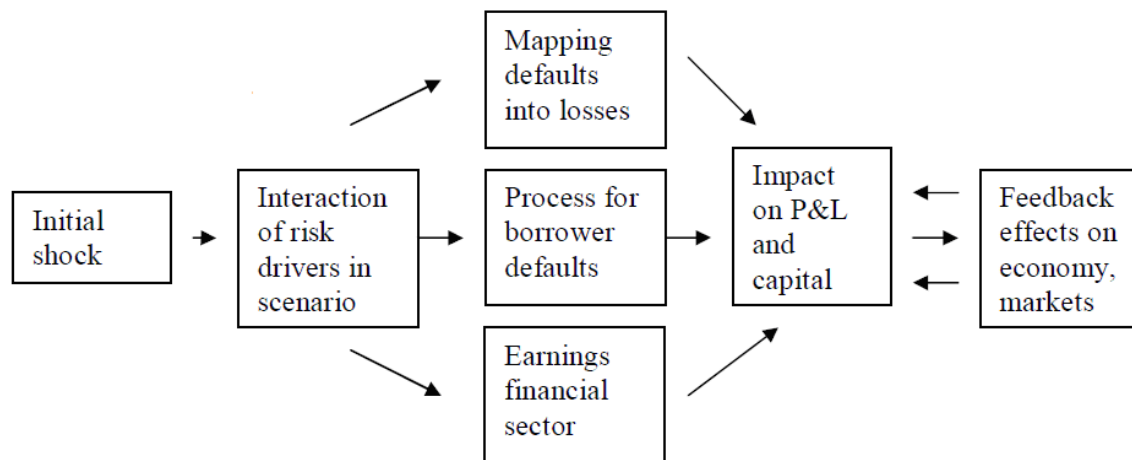 Initial
shock
Interaction
of risk
drivers in
scenario
Mapping
defaults
into losses
Process for
borrower
defaults
Earnings
financial
sector
Impact
on P&L
and
capital
Feedback
effects on
economy,
markets